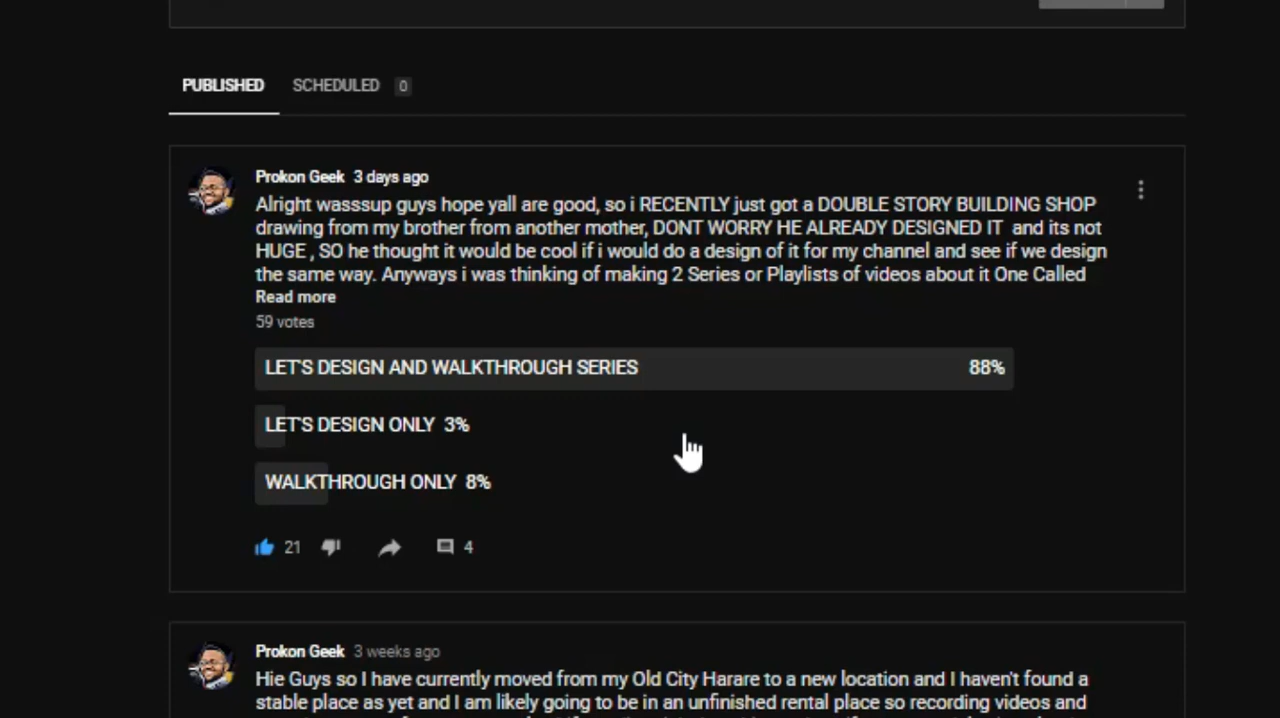 PUBLISHED SCHEDULED 0
Prokon Geek 3 days ago
Alright wasssup guys hope yall are good, so i RECENTLY just got a DOUBLE STORY BUILDING SHOP
drawing from my brother from another mother, DONT WORRY HE ALREADY DESIGNED IT and its not
HUGE , SO he thought it would be cool if i would do a design of it for my channel and see if we design
the same way. Anyways i was thinking of making 2 Series or Playlists of videos about it One Called
Read more
59 votes
LET'S DESIGN AND WALKTHROUGH SERIES 88%
LET'S DESIGN ONLY 3%
WALKTHROUGH ONLY 8%
21 4
Prokon Geek 3 weeks ago
Hie Guys so I have currently moved from my Old City Harare to a new location and I haven't found a
stable place as yet and I am likely going to be in an unfinished rental place so recording videos and